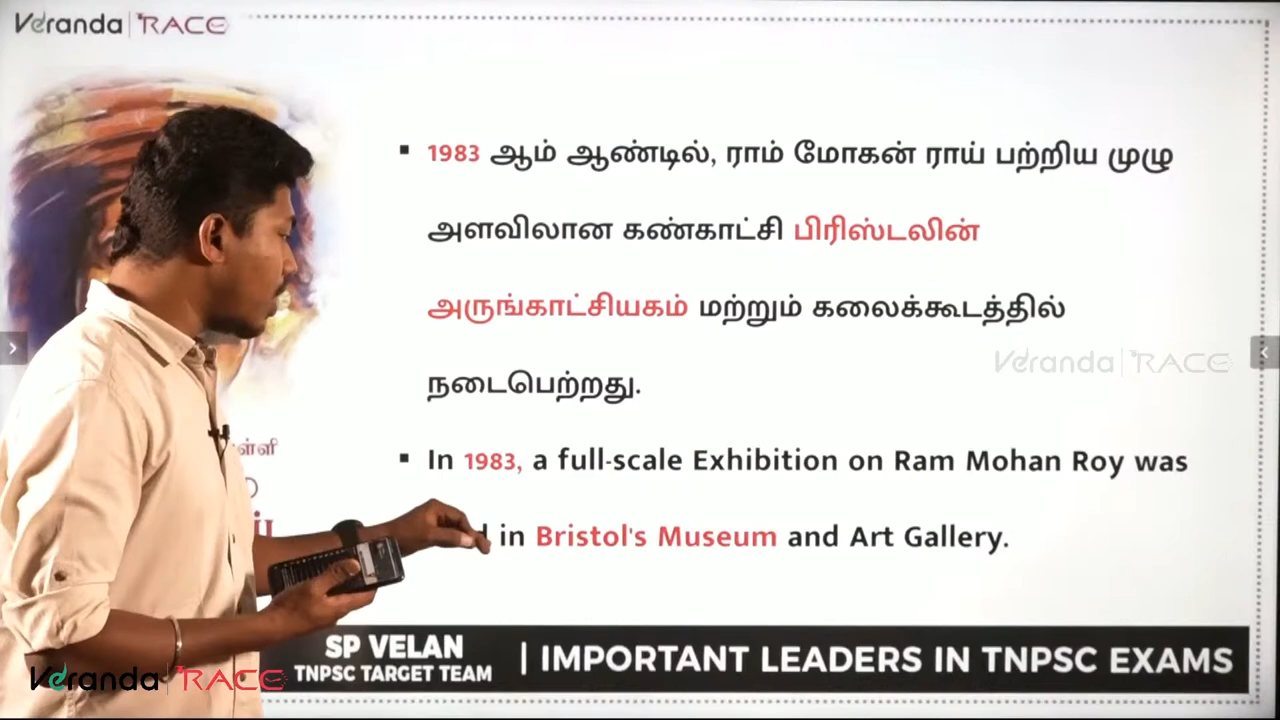 Veranda RACE
1983 ஆம் ஆண்டில், ராம் மோகன் ராய் பற்றிய முழு
அளவிலான கண்காட்சி பிரிஸ்டலின்
அருங்காட்சியகம் மற்றும் கலைக்கூடத்தில்
Veranda RACE
நடைபெற்றது.
In 1983, a full-scale Exhibition on Ram Mohan Roy was
in Bristol's Museum and Art Gallery.
SP VELAN
TNPSC TARGET TEAM
IMPORTANT LEADERS IN TNPSC EXAMS
Veranda RACE